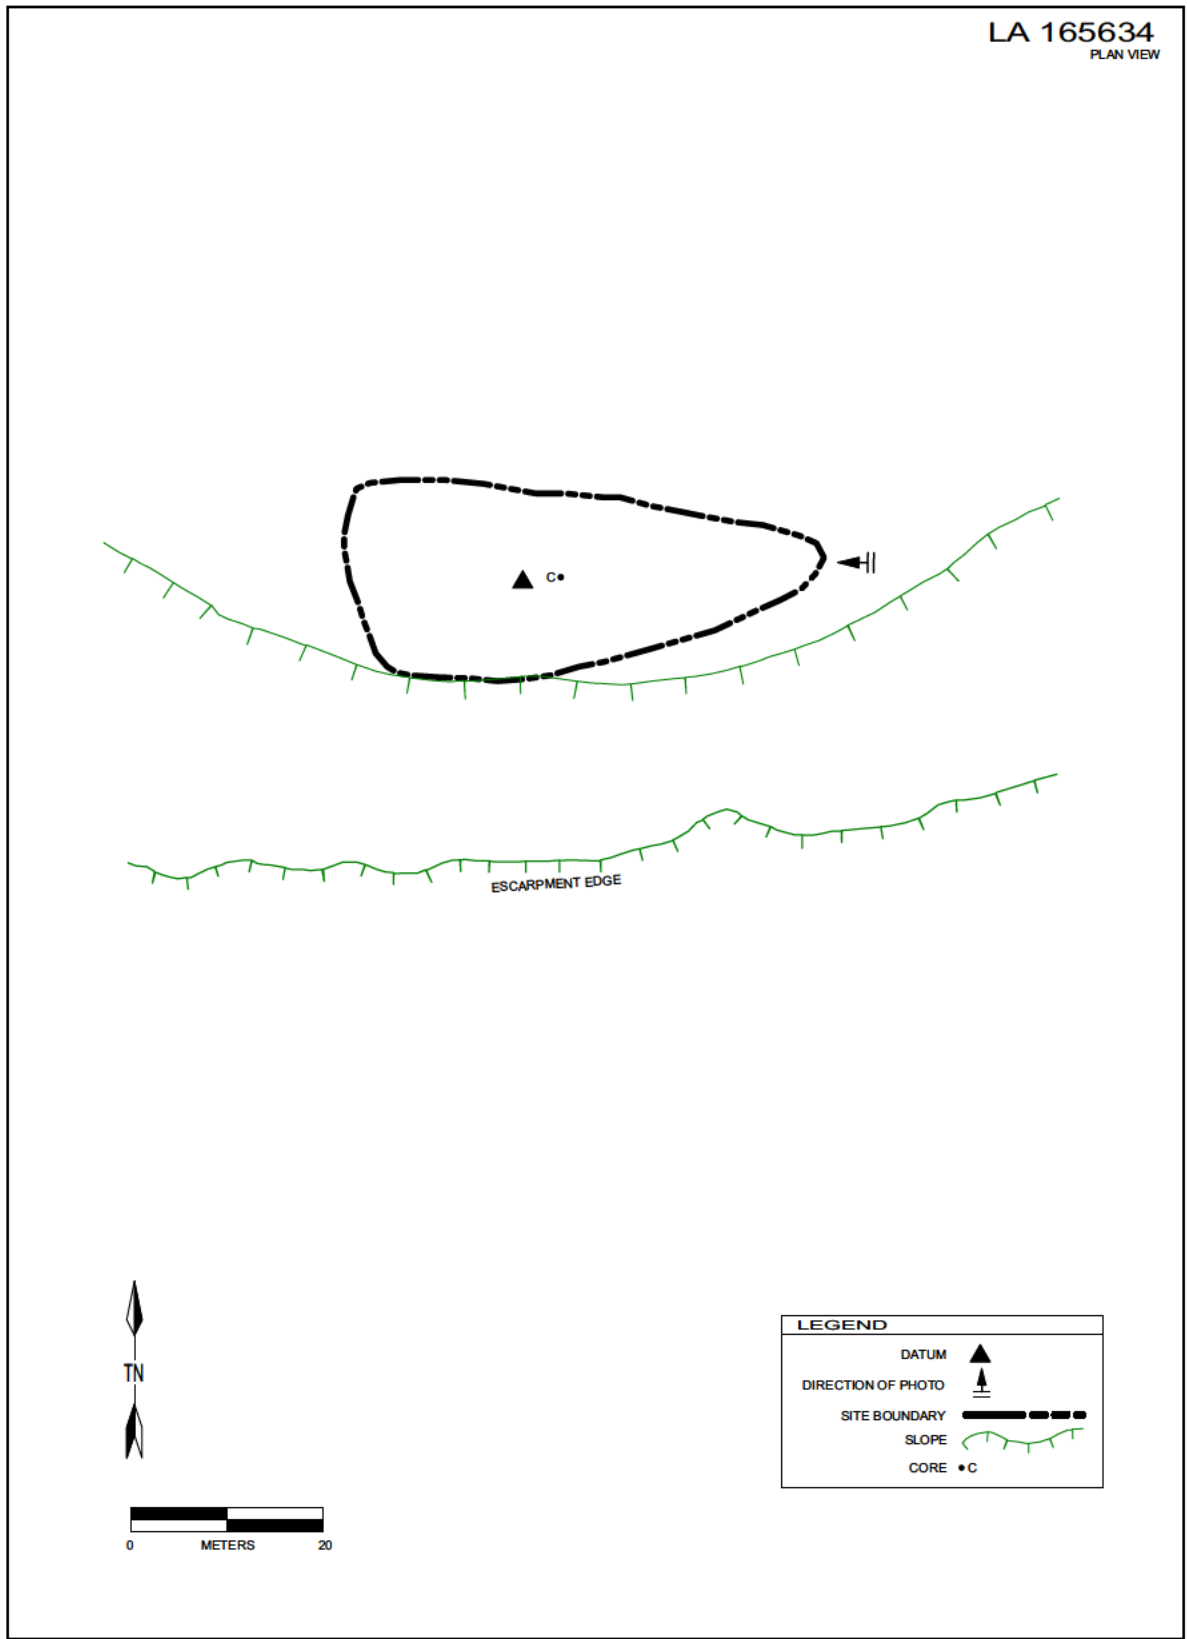 LA 165634
PLAN VIEW
C
ESCARPMENT EDGE
TN
0 METERS 20
LEGEND
DATUM
DIRECTION OF PHOTO
SITE BOUNDARY
SLOPE
CORE C